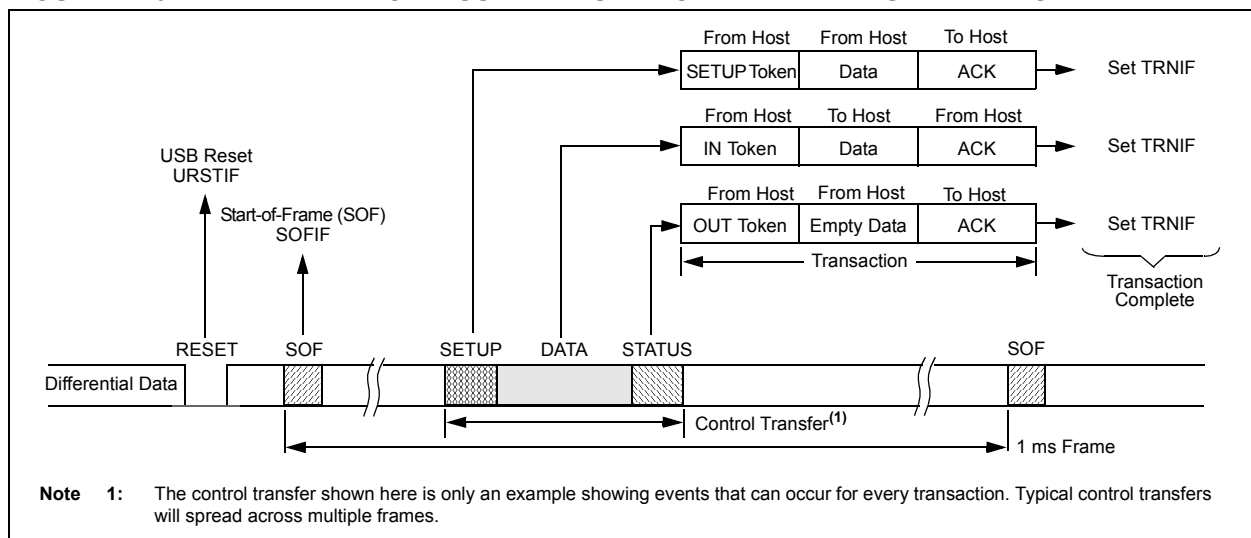 From Host From Host To Host
SETUP Token Data ACK Set TRNIF
From Host To Host From Host
IN Token Data ACK Set TRNIF
USB Reset
URSTIF
From Host From Host To Host
Start-of-Frame (SOF)
SOFIF
OUT Token Empty Data ACK Set TRNIF
Transaction
Transaction
Complete
RESET SOF SETUP DATA STATUS SOF
Differential Data
Control Transfer(1)
1 ms Frame
Note 1: The control transfer shown here is only an example showing events that can occur for every transaction. Typical control transfers
will spread across multiple frames.